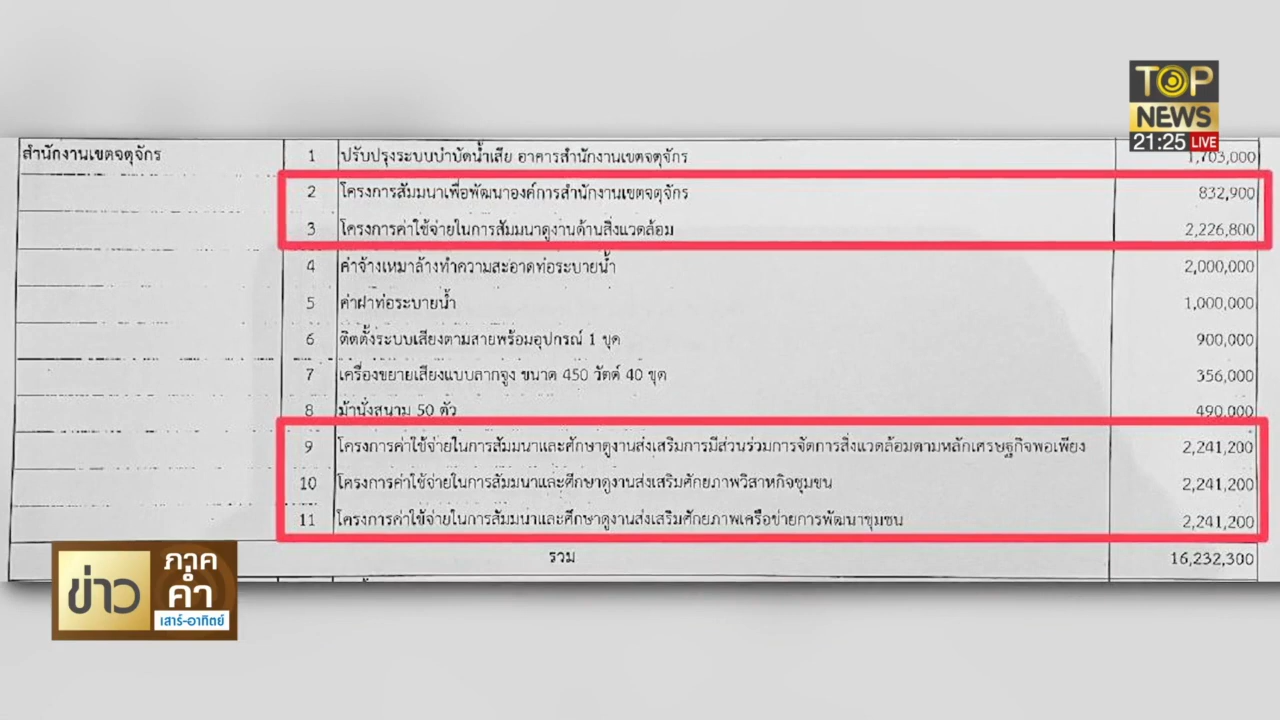 TOP
NEWS
21:25 LIVE
สำนักงานเขตจตุจักร 1 ปรับปรุงระบบบำบัดน้ำเสีย อาคารสำนักงานเขตจตุจักร 1,703,000
2 โครงการสัมมนาเพื่อพัฒนาองค์การสำนักงานเขตจตุจักร 832,900
3 โครงการค่าใช้จ่ายในการสัมมนาดูงานด้านสิ่งแวดล้อม 2,226,800
4 ค่าจ้างเหมาล้างทำความสะอาดท่อระบายน้ำ 2,000,000
5 ค่าฝาท่อระบายน้ำ 1,000,000
6 ติดตั้งระบบเสียงตามสายพร้อมอุปกรณ์ 1 ชุด 900,000
7 เครื่องขยายเสียงแบบลากจูง ขนาด 450 วัตต์ 40 ชุด 356,000
8 ม้านั่งสนาม 50 ตัว 490,000
9 โครงการค่าใช้จ่ายในการสัมมนาและศึกษาดูงานส่งเสริมการมีส่วนร่วมการจัดการสิ่งแวดล้อมตามหลักเศรษฐกิจพอเพียง 2,241,200
10 โครงการค่าใช้จ่ายในการสัมมนาและศึกษาดูงานส่งเสริมศักยภาพวิสาหกิจชุมชน 2,241,200
11 โครงการค่าใช้จ่ายในการสัมมนาและศึกษาดูงานส่งเสริมศักยภาพเครือข่ายการพัฒนาชุมชน 2,241,200
รวม 16,232,300
ข่าว
ภาค
ค่ำ
เสาร์-อาทิตย์